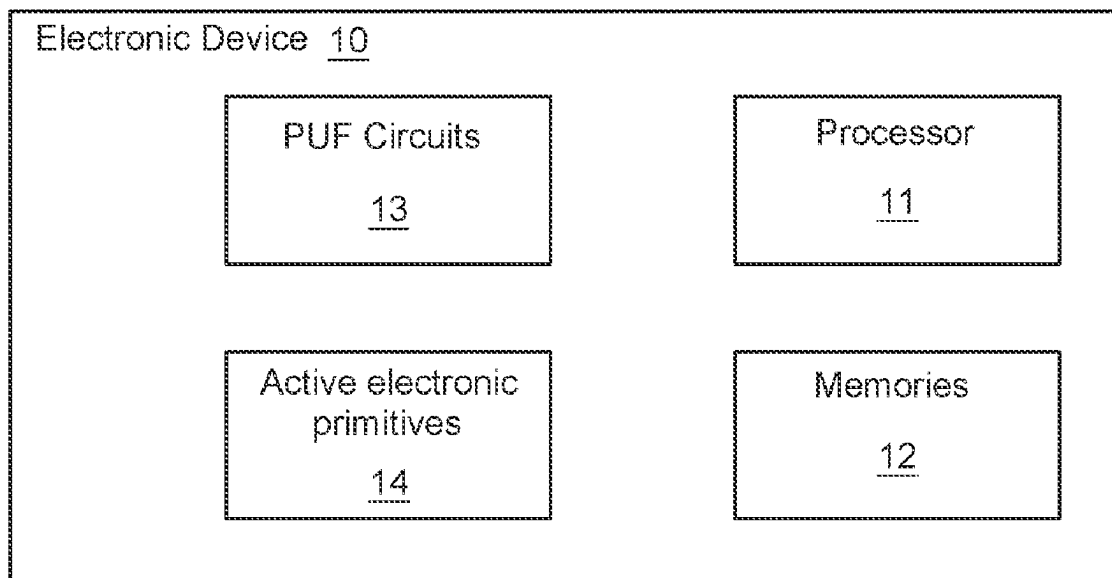 Electronic Device 10
PUF Circuits
13
Processor
11
Active electronic
primitives
14
Memories
12